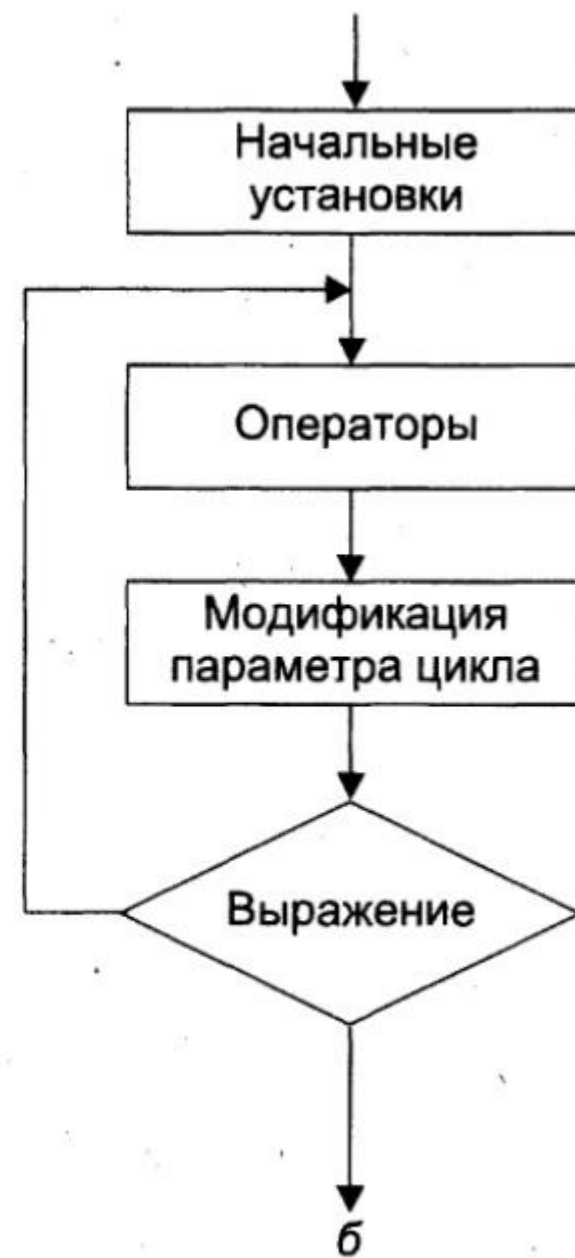 Начальные
установки
Операторы
Модификация
параметра цикла
Выражение
б